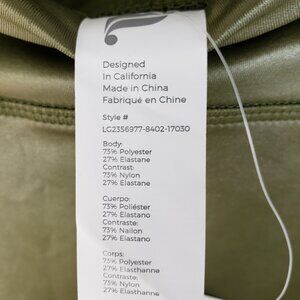 Designed
In California
Made in China
Fabriqué en Chine
Style #
LG2356977-8402-17030
Body:
73% Polyester
27% Elastane
Contrast:
73% Nylon
27% Elastane
Cuerpo:
73% Poliéster
27% Elastano
Contraste:
73% Nailon
27% Elastano
Corps:
73% Polyester
27% Élasthanne
Contraste:
73% Nylon
27% Élasthanne